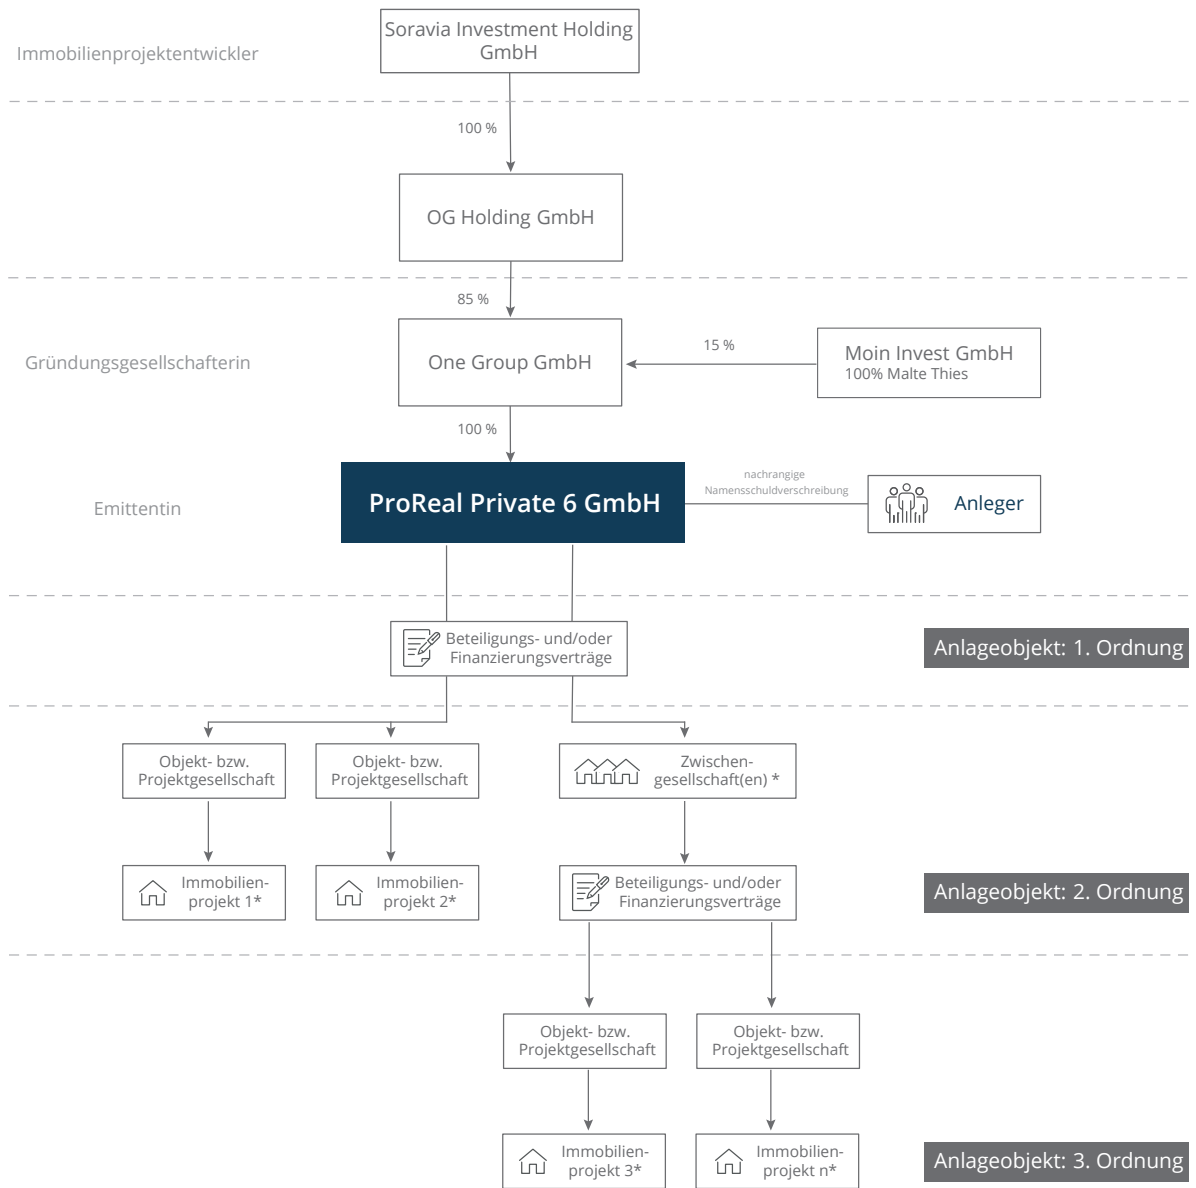 Immobilienprojektentwickler
Soravia Investment Holding
GmbH
100 %
OG Holding GmbH
85 %
Gründungsgesellschafterin
One Group GmbH
15 %
Moin Invest GmbH
100% Malte Thies
100 %
Emittentin
ProReal Private 6 GmbH
nachrangige
Namensschuldverschreibung
Anleger
Beteiligungs- und/oder
Finanzierungsverträge
Anlageobjekt: 1. Ordnung
Objekt- bzw.
Projektgesellschaft
Objekt- bzw.
Projektgesellschaft
Zwischen-
gesellschaft(en) *
Immobilien-
projekt 1*
Immobilien-
projekt 2*
Beteiligungs- und/oder
Finanzierungsverträge
Anlageobjekt: 2. Ordnung
Objekt- bzw.
Projektgesellschaft
Objekt- bzw.
Projektgesellschaft
Immobilien-
projekt 3*
Immobilien-
projekt n*
Anlageobjekt: 3. Ordnung